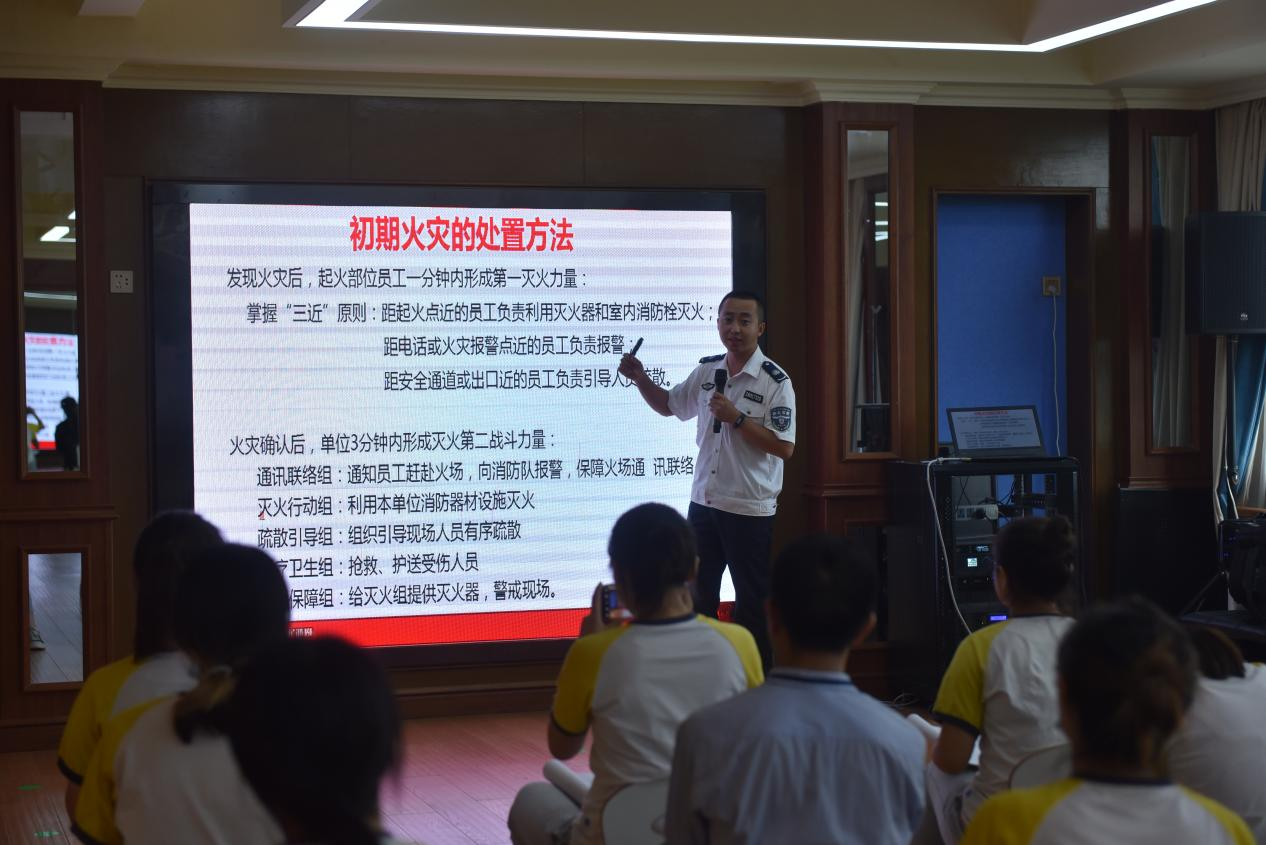 初期火灾的处置方法
发现火灾后，起火部位员工一分钟内形成第一灭火力量：
掌握“三近”原则：距起火点近的员工负责利用灭火器和室内消防栓灭火；
距电话或火灾报警点近的员工负责报警；
距安全通道或出口近的员工负责引导人员疏散。
火灾确认后，单位3分钟内形成灭火第二战斗力量：
通讯联络组：通知员工赶赴火场，向消防队报警，保障火场通 讯联络
灭火行动组：利用本单位消防器材设施灭火
疏散引导组：组织引导现场人员有序疏散
卫生组：抢救、护送受伤人员
保障组：给灭火组提供灭火器，警戒现场。